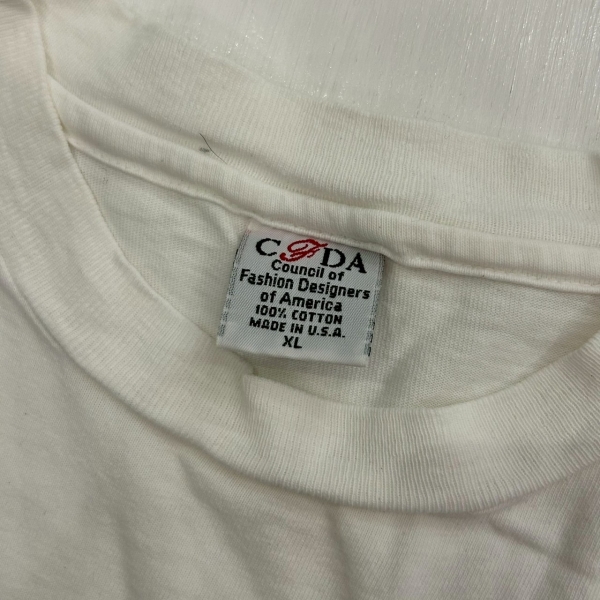 CFDA
Council of
Fashion Designers
of America
100% COTTON
MADE IN U.S.A.
XL